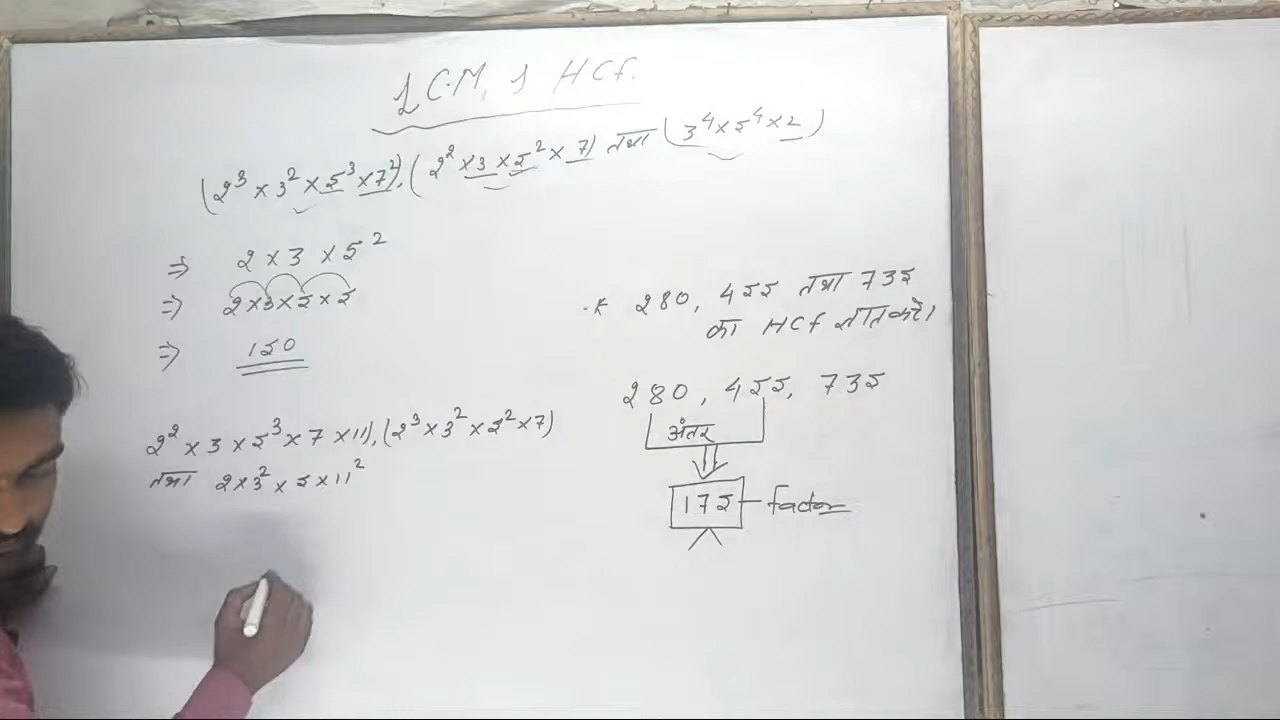 L.C.M, 1 HCf.
(2³ × 3² × 5³ × 7²), (2² × 3 × 5² × 7) तथा (3⁴ × 5⁴ × 2)
⇒ 2 × 3 × 5²
⇒ 2 × 3 × 5 × 5
⇒ 150
2² × 3 × 5³ × 7 × 11), (2³ × 3² × 5² × 7)
तथा 2 × 3² × 5 × 11²
* 280, 455 तथा 735
का HCf ज्ञात करें।
280, 455, 735
अंतर
175 – factor